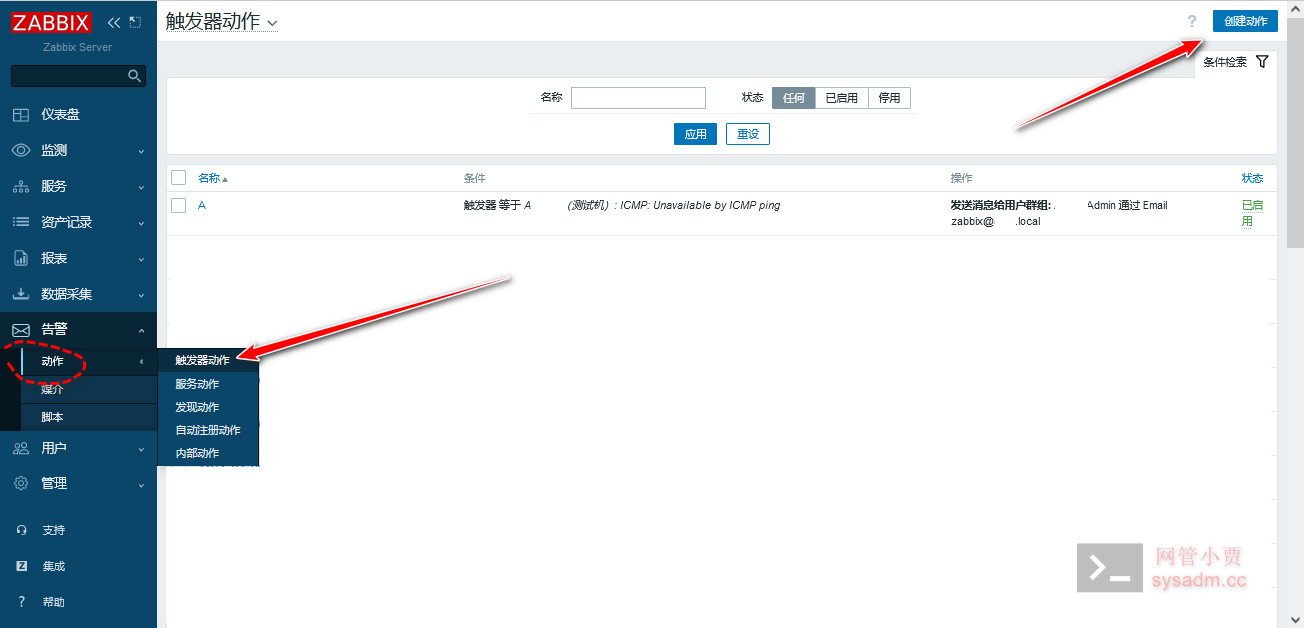 ZABBIX
Zabbix Server
仪表盘
监测
服务
资产记录
报表
数据采集
告警
动作
媒介
脚本
用户
管理
支持
集成
? 帮助
触发器动作
服务动作
发现动作
自动注册动作
内部动作
触发器动作
? 创建动作
条件检索
名称 状态 任何 已启用 停用
应用 重设
名称 条件 操作 状态
A 触发器 等于 A (测试机) : ICMP: Unavailable by ICMP ping 发送消息给用户群组: Admin 通过 Email 已启
zabbix@ .local 用
>_ 网管小贾
sysadm.cc